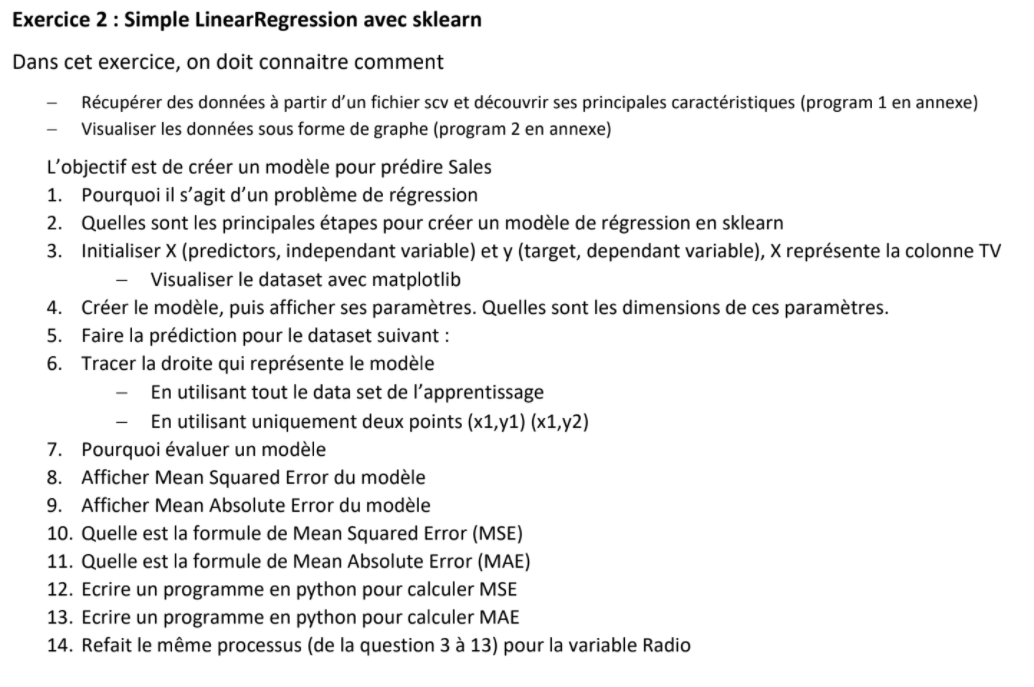 Exercice 2 : Simple LinearRegression avec sklearn
Dans cet exercice, on doit connaitre comment
– Récupérer des données à partir d'un fichier scv et découvrir ses principales caractéristiques (program 1 en annexe)
– Visualiser les données sous forme de graphe (program 2 en annexe)
L'objectif est de créer un modèle pour prédire Sales
1. Pourquoi il s'agit d'un problème de régression
2. Quelles sont les principales étapes pour créer un modèle de régression en sklearn
3. Initialiser X (predictors, independant variable) et y (target, dependant variable), X représente la colonne TV
– Visualiser le dataset avec matplotlib
4. Créer le modèle, puis afficher ses paramètres. Quelles sont les dimensions de ces paramètres.
5. Faire la prédiction pour le dataset suivant :
6. Tracer la droite qui représente le modèle
– En utilisant tout le data set de l'apprentissage
– En utilisant uniquement deux points (x1,y1) (x1,y2)
7. Pourquoi évaluer un modèle
8. Afficher Mean Squared Error du modèle
9. Afficher Mean Absolute Error du modèle
10. Quelle est la formule de Mean Squared Error (MSE)
11. Quelle est la formule de Mean Absolute Error (MAE)
12. Ecrire un programme en python pour calculer MSE
13. Ecrire un programme en python pour calculer MAE
14. Refait le même processus (de la question 3 à 13) pour la variable Radio